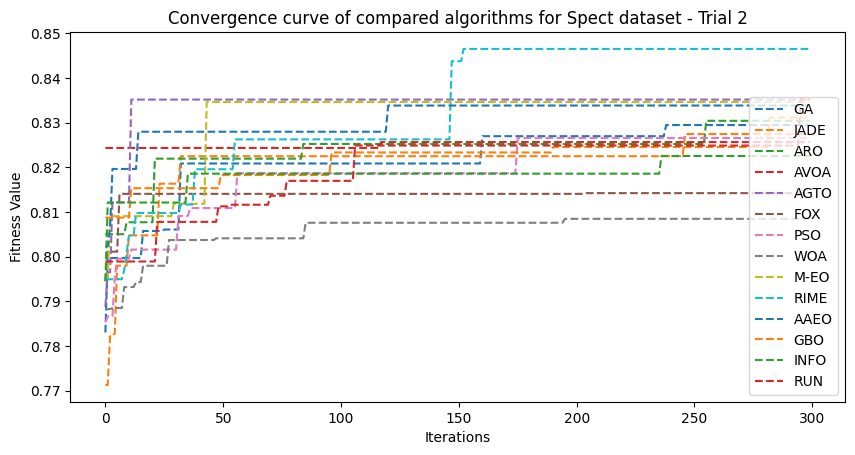 Convergence curve of compared algorithms for Spect dataset - Trial 2
Fitness Value
0.85
0.84
0.83
0.82
0.81
0.80
0.79
0.78
0.77
GA
JADE
ARO
AVOA
AGTO
FOX
PSO
WOA
M-EO
RIME
AAEO
GBO
INFO
RUN
0 50 100 150 200 250 300
Iterations